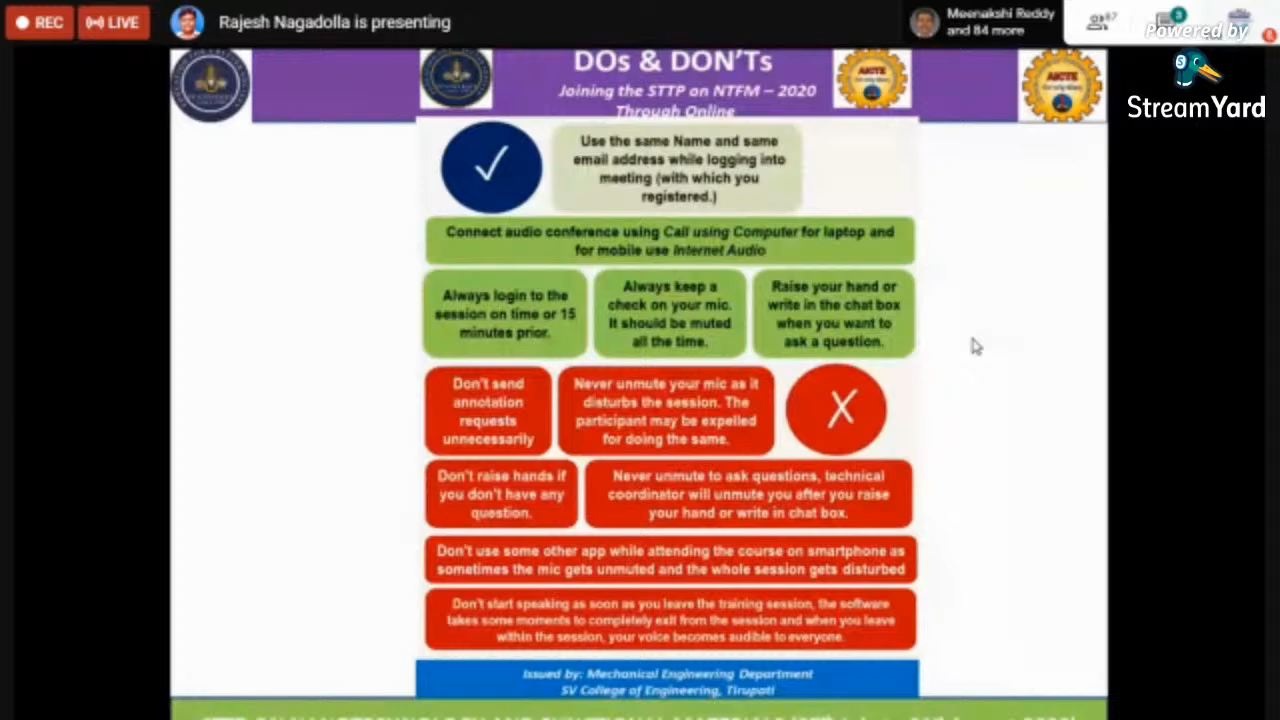 REC
LIVE
Rajesh Nagadolla is presenting
Meenakshi Reddy
and 84 more
87
3
Powered by
StreamYard
DOs & DON'Ts
Joining the STTP on NTFM – 2020
Through Online
AICTE
AICTE
Use the same Name and same
email address while logging into
meeting (with which you
registered.)
Connect audio conference using Call using Computer for laptop and
for mobile use Internet Audio
Always login to the
session on time or 15
minutes prior.
Always keep a
check on your mic.
It should be muted
all the time.
Raise your hand or
write in the chat box
when you want to
ask a question.
Don't send
annotation
requests
unnecessarily
Never unmute your mic as it
disturbs the session. The
participant may be expelled
for doing the same.
X
Don't raise hands if
you don't have any
question.
Never unmute to ask questions, technical
coordinator will unmute you after you raise
your hand or write in chat box.
Don't use some other app while attending the course on smartphone as
sometimes the mic gets unmuted and the whole session gets disturbed
Don't start speaking as soon as you leave the training session, the software
takes some moments to completely exit from the session and when you leave
within the session, your voice becomes audible to everyone.
Issued by: Mechanical Engineering Department
SV College of Engineering, Tirupati